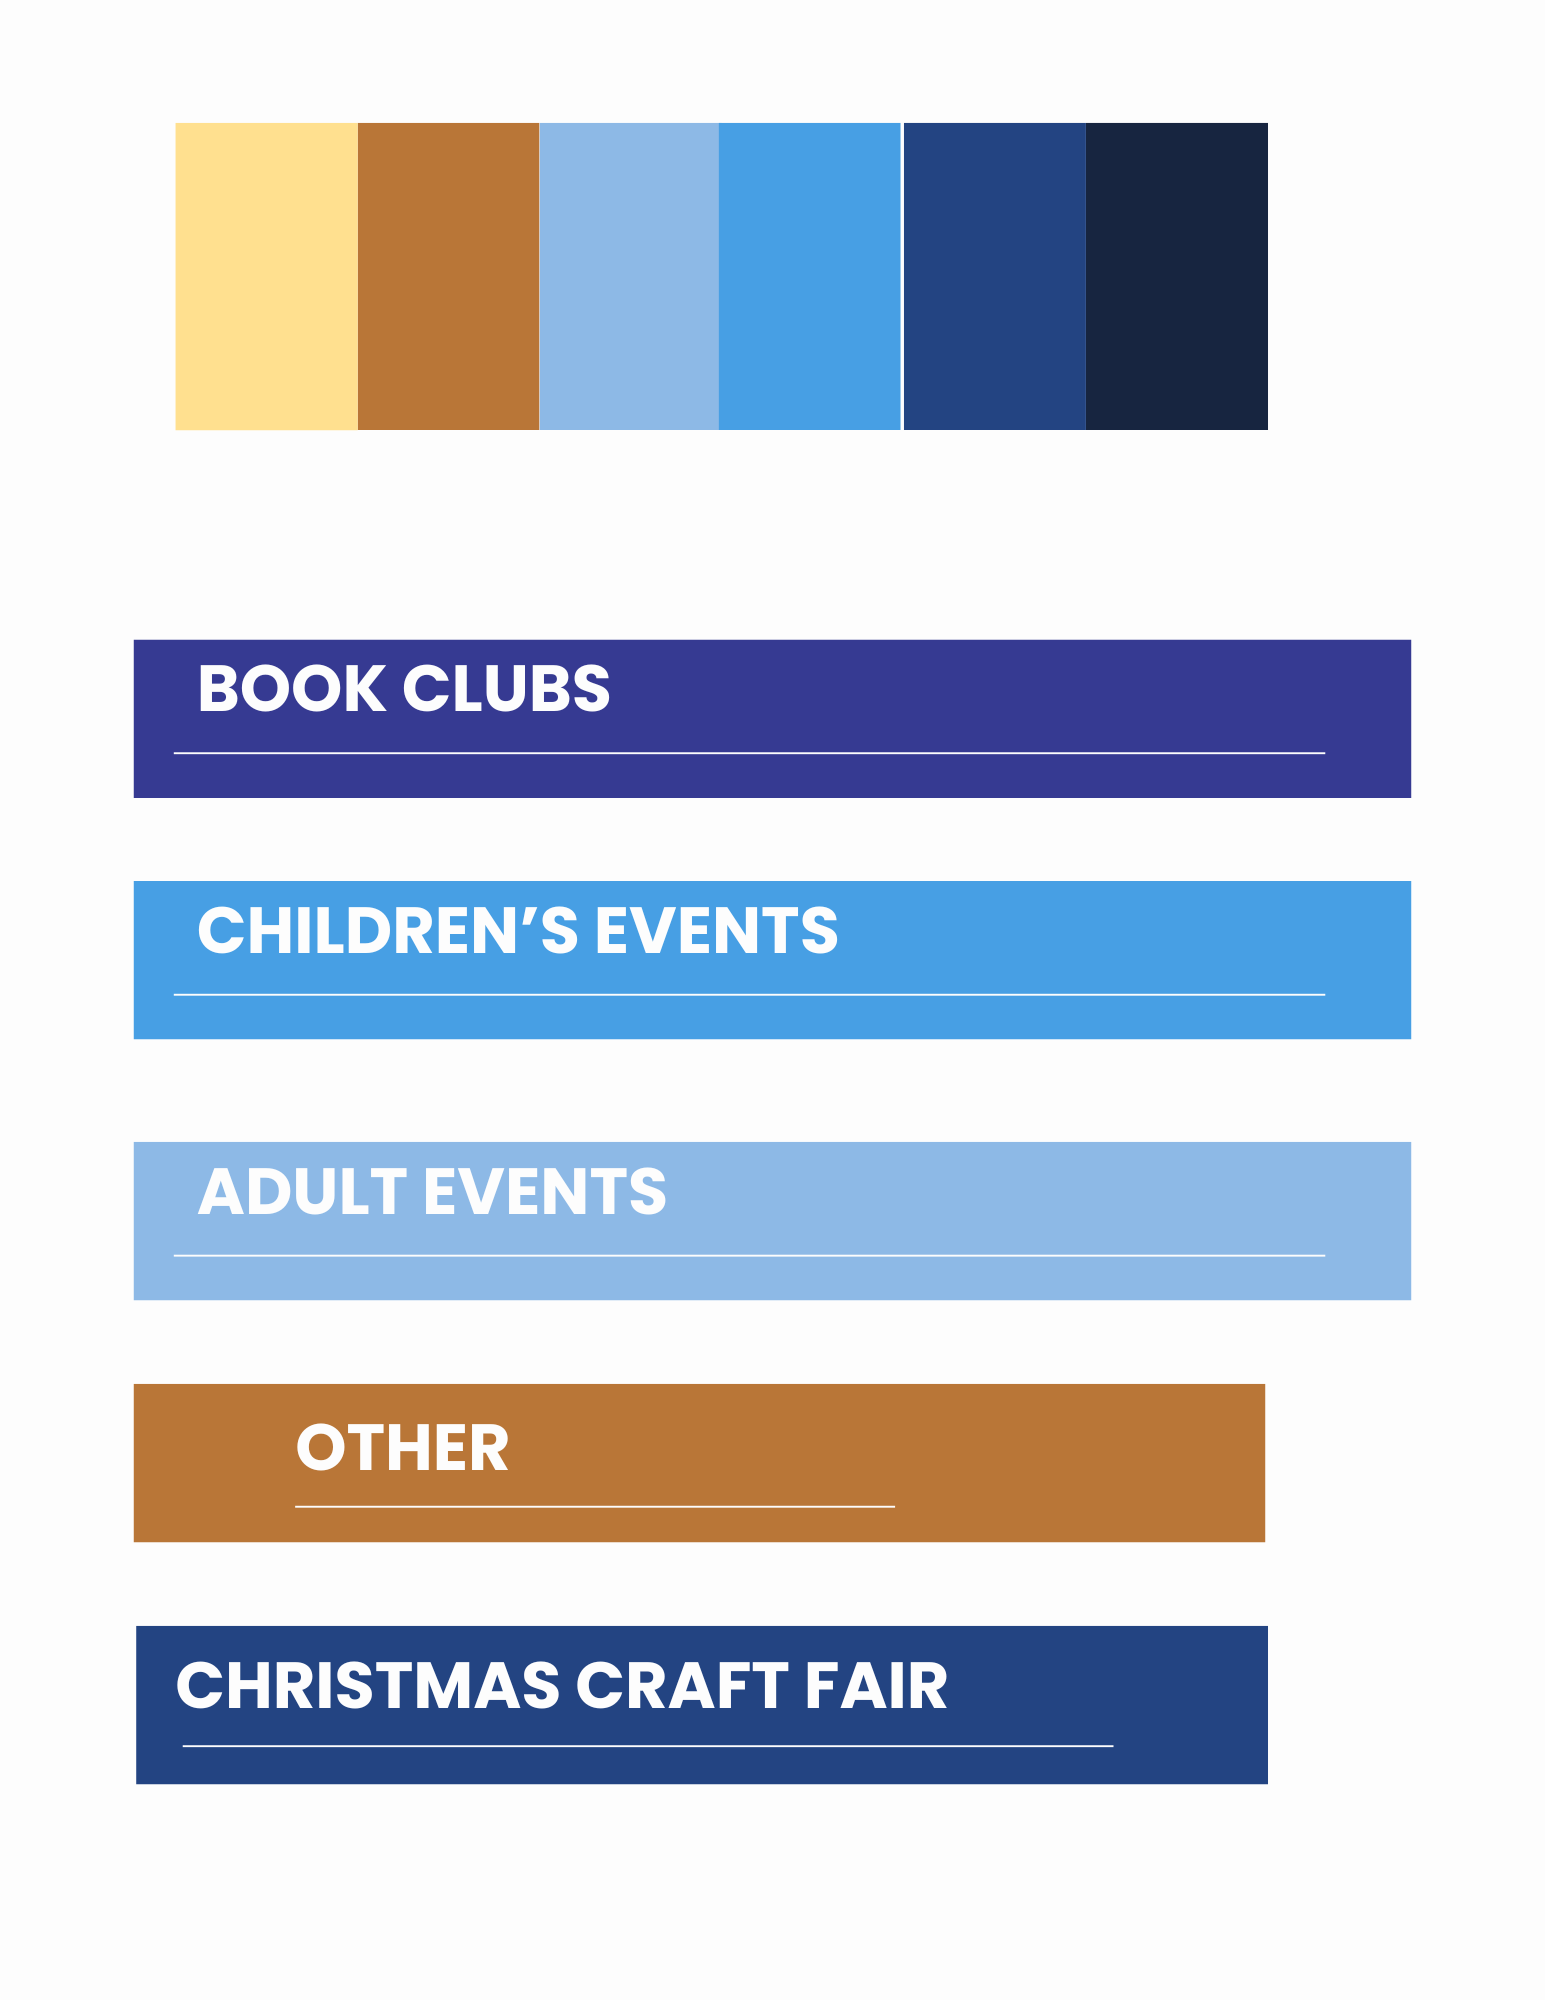 BOOK CLUBS
CHILDREN’S EVENTS
ADULT EVENTS
OTHER
CHRISTMAS CRAFT FAIR